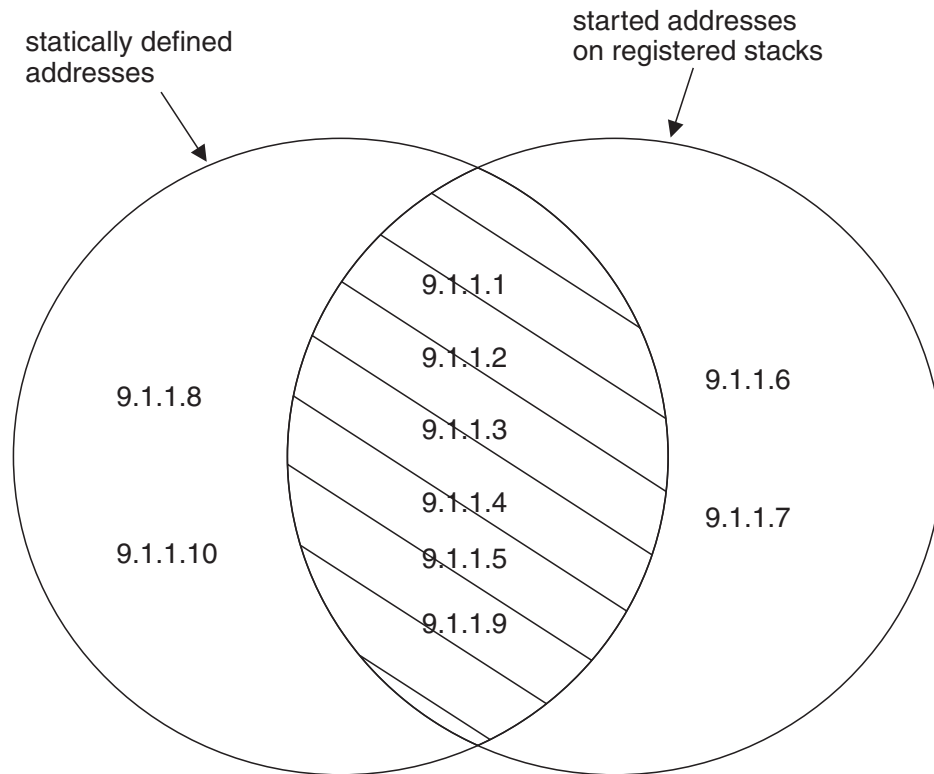 statically defined
addresses
started addresses
on registered stacks
9.1.1.1
9.1.1.2
9.1.1.3
9.1.1.4
9.1.1.5
9.1.1.9
9.1.1.8
9.1.1.10
9.1.1.6
9.1.1.7